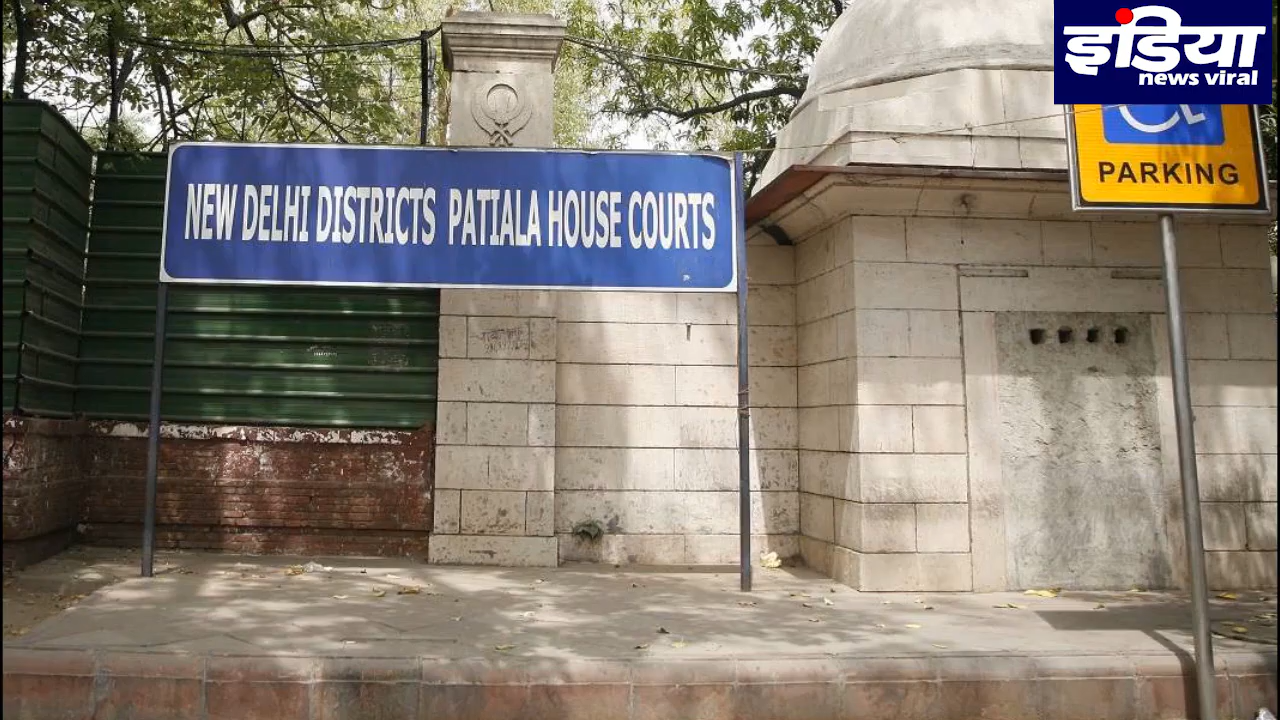 इंडिया
news viral
NEW DELHI DISTRICTS PATIALA HOUSE COURTS
PARKING